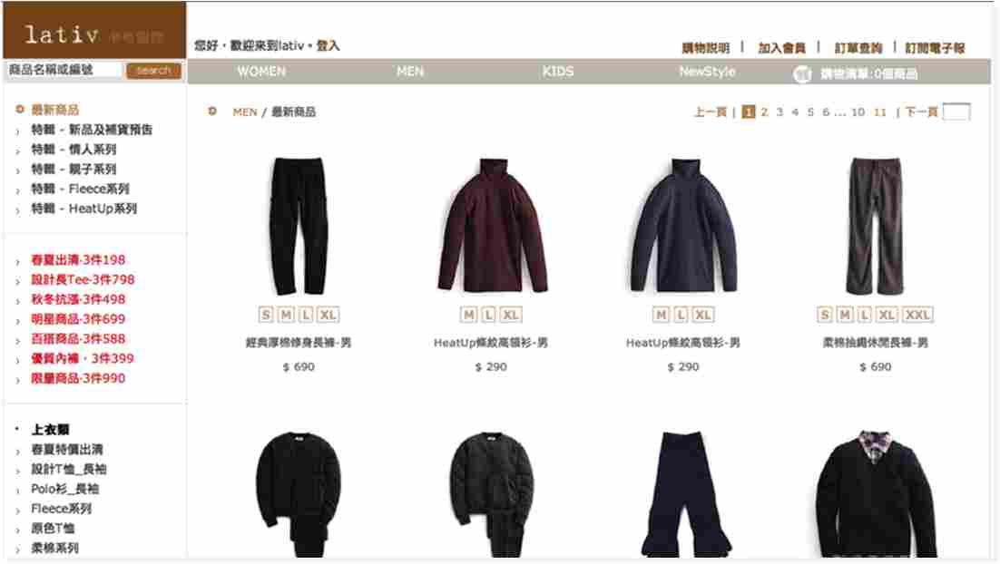 lativ
您好，歡迎來到lativ。登入
購物說明 | 加入會員 | 訂單查詢 | 訂閱電子報
商品名稱或編號 search
WOMEN MEN KIDS NewStyle 購物清單:0個商品
最新商品
特輯 - 新品及補貨預告
特輯 - 情人系列
特輯 - 親子系列
特輯 - Fleece系列
特輯 - HeatUp系列
春夏出清‧3件198
設計長Tee‧3件798
秋冬抗漲‧3件498
明星商品‧3件699
百搭商品‧3件588
優質內褲，3件399
限量商品‧3件990
· 上衣類
春夏特價出清
設計T恤_長袖
Polo衫_長袖
Fleece系列
原色T恤
柔棉系列
MEN / 最新商品
上一頁 | 1 2 3 4 5 6 ... 10 11 | 下一頁
S M L XL
經典厚棉修身長褲-男
$ 690
M L XL
HeatUp條紋高領衫-男
$ 290
M L XL
HeatUp條紋高領衫-男
$ 290
S M L XL XXL
柔棉抽繩休閒長褲-男
$ 690